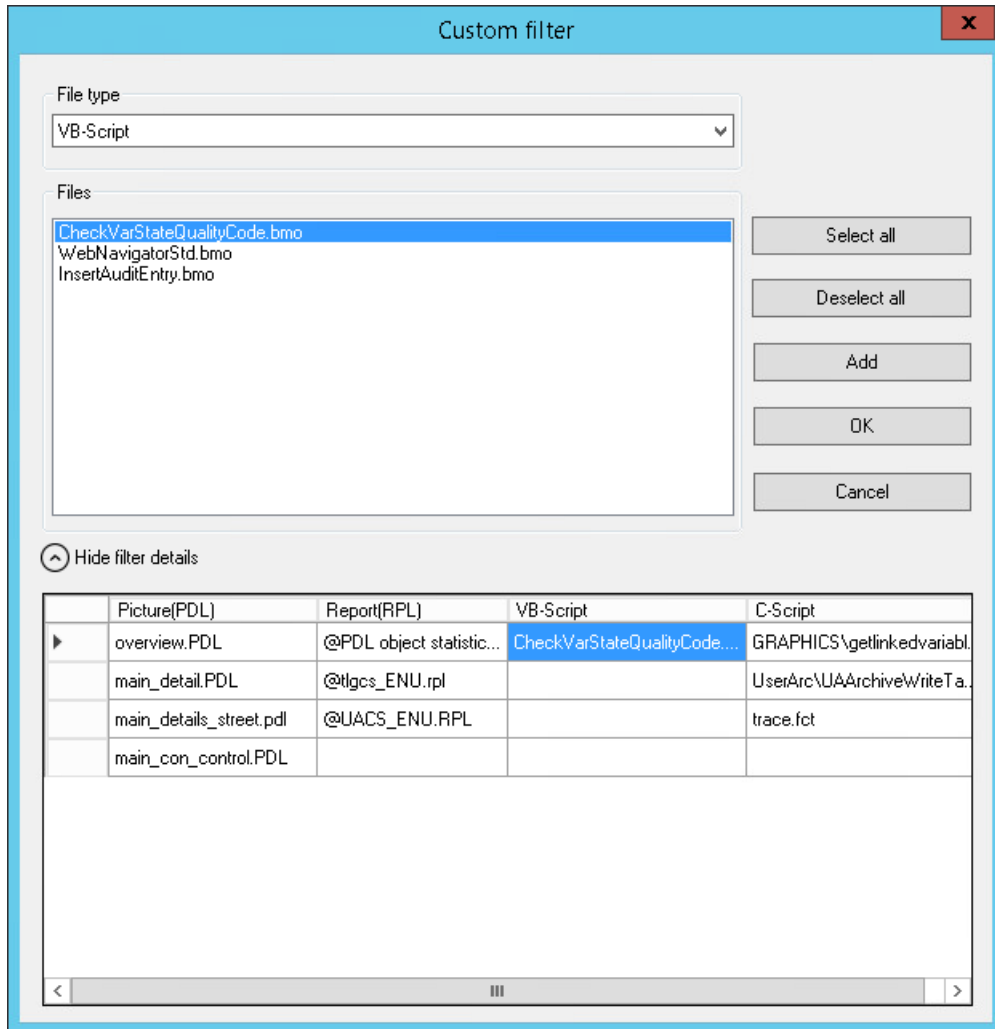 Custom filter
x
File type
VB-Script
Files
CheckVarStateQualityCode.bmo
WebNavigatorStd.bmo
InsertAuditEntry.bmo
Select all
Deselect all
Add
OK
Cancel
Hide filter details
Picture(PDL) Report(RPL) VB-Script C-Script
overview.PDL @PDL object statistic... CheckVarStateQualityCode.... GRAPHICS\getlinkedvariabl.
main_detail.PDL @tlgcs_ENU.rpl UserArc\UAArchiveWriteTa..
main_details_street.pdl @UACS_ENU.RPL trace.fct
main_con_control.PDL